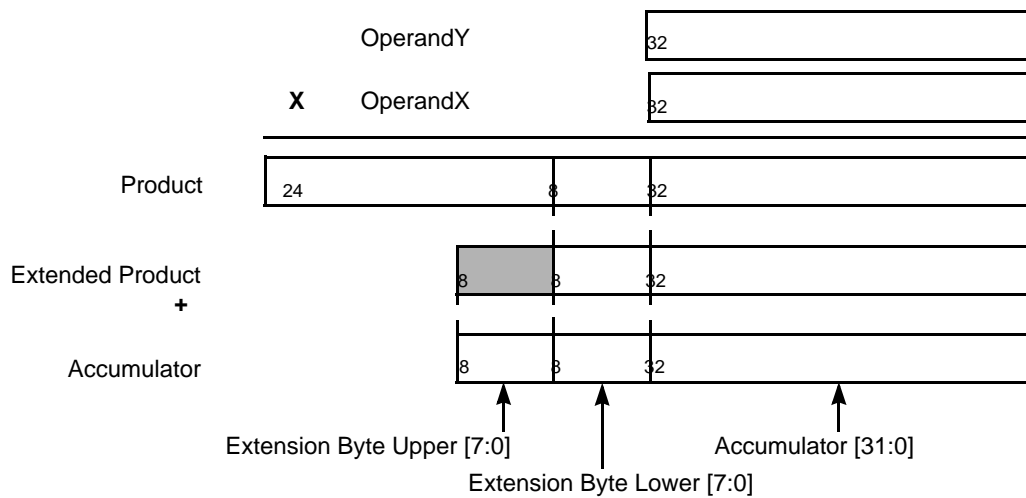 OperandY 32
X OperandX 32
Product 24 8 32
Extended Product 8 8 32
+
Accumulator 8 8 32
Extension Byte Upper [7:0] Accumulator [31:0]
Extension Byte Lower [7:0]